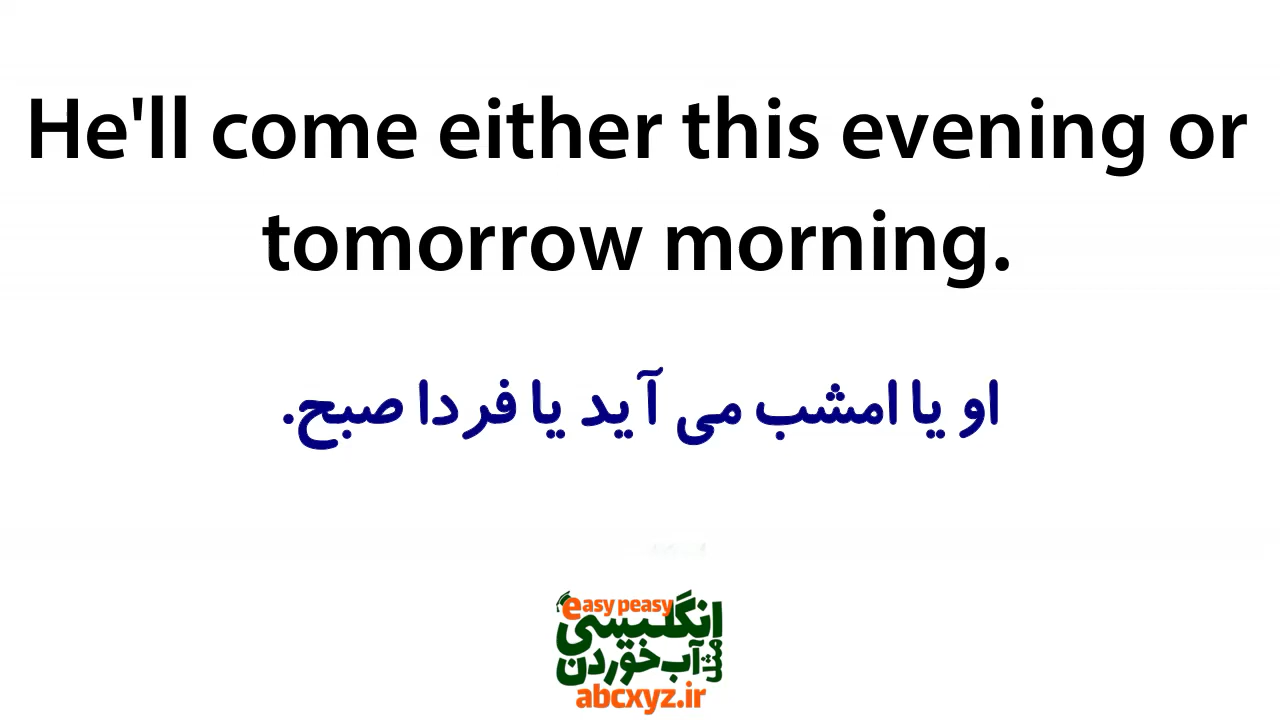 He'll come either this evening or
tomorrow morning.
او یا امشب می آید یا فردا صبح.
easy peasy
انگلیسی
مثل
آب خوردن
abcxyz.ir